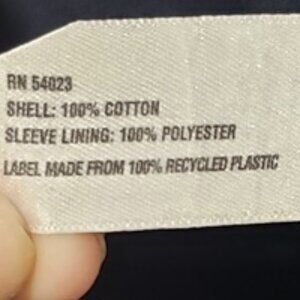 RN 54023
SHELL: 100% COTTON
SLEEVE LINING: 100% POLYESTER
LABEL MADE FROM 100% RECYCLED PLASTIC